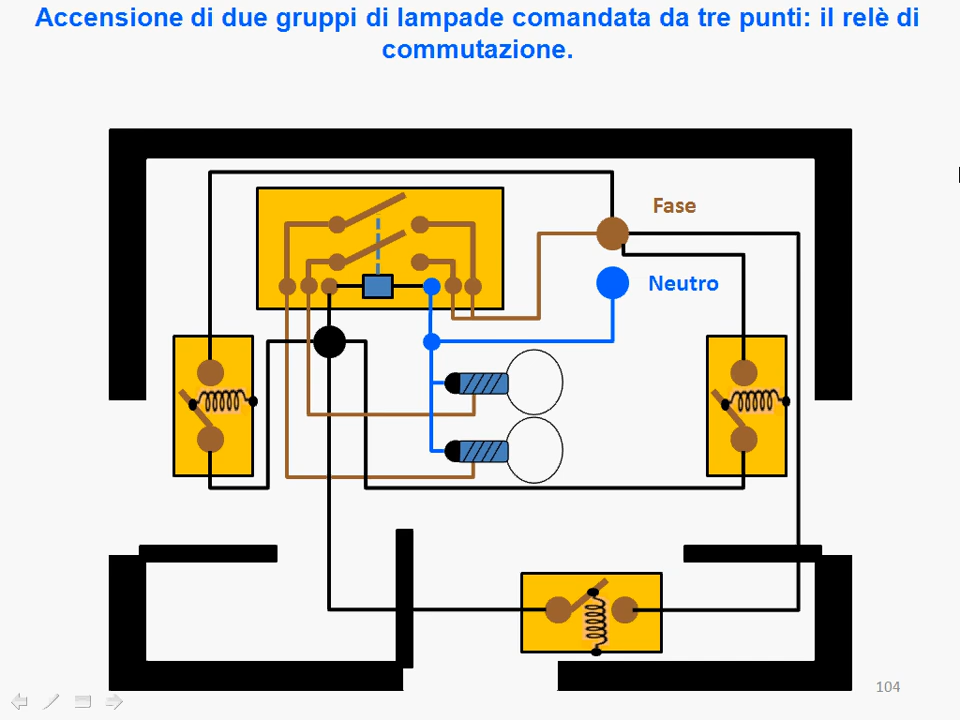 Accensione di due gruppi di lampade comandata da tre punti: il relè di
commutazione.
Fase
Neutro
104